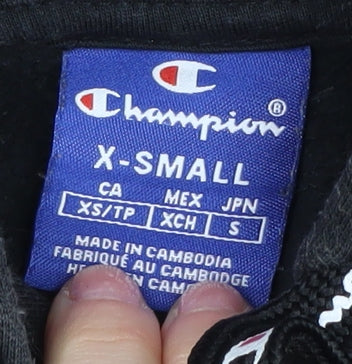 Champion®
X-SMALL
CA MEX JPN
XS/TP XCH S
MADE IN CAMBODIA
FABRIQUÉ AU CAMBODGE